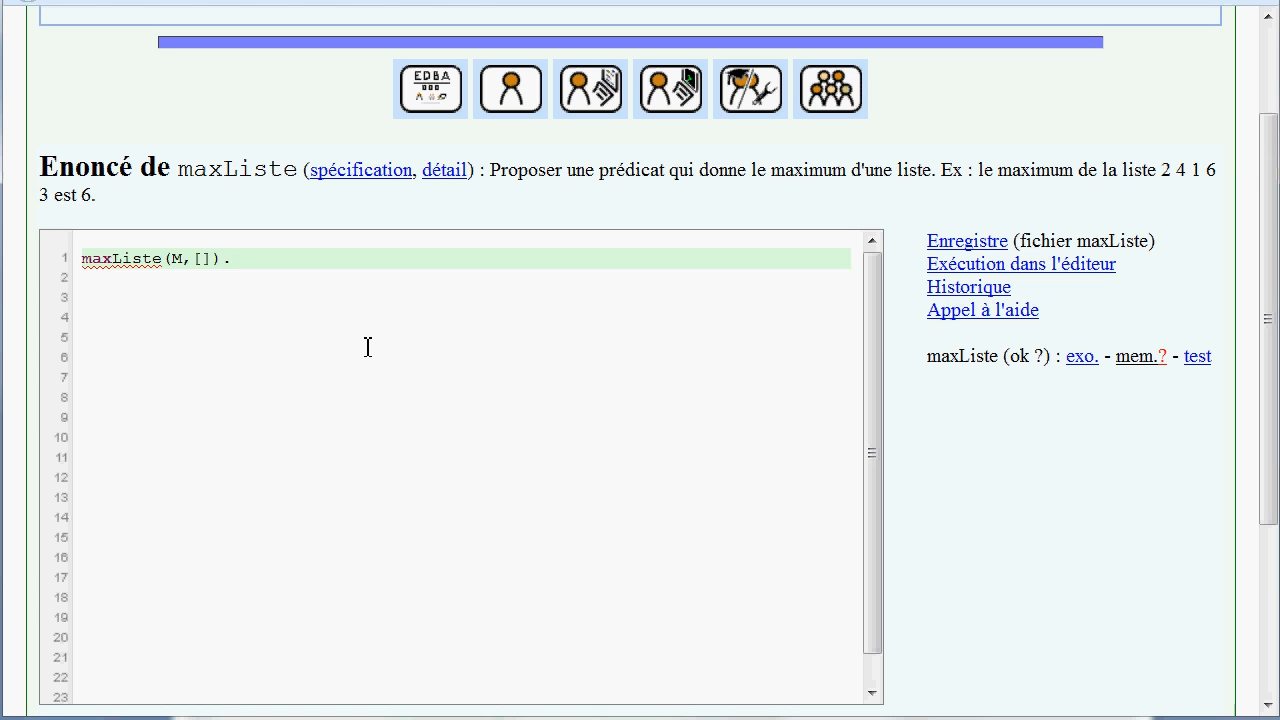 EDBA
Enoncé de maxListe (spécification, détail) : Proposer une prédicat qui donne le maximum d'une liste. Ex : le maximum de la liste 2 4 1 6
3 est 6.
1 maxListe(M,[]).
2
3
4
5
6
7
8
9
10
11
12
13
14
15
16
17
18
19
20
21
22
23
Enregistre (fichier maxListe)
Exécution dans l'éditeur
Historique
Appel à l'aide
maxListe (ok ?) : exo. - mem.? - test